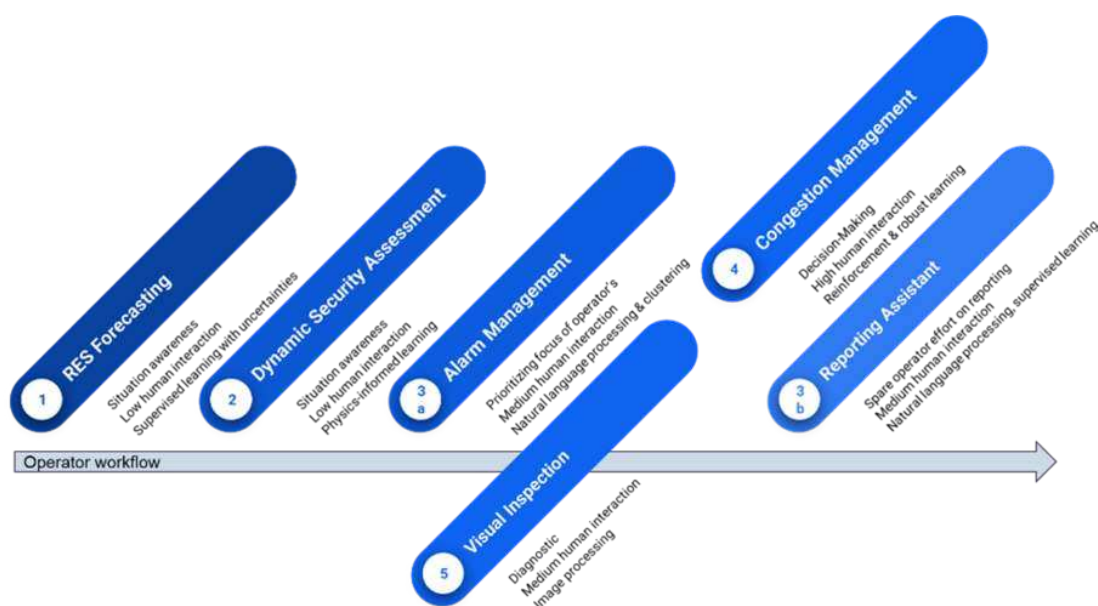 1
RES Forecasting
Situation awareness
Low human interaction
Supervised learning with uncertainties
2
Dynamic Security Assessment
Situation awareness
Low human interaction
Physics-informed learning
3
a
Alarm Management
Prioritizing focus of operator's
Medium human interaction
Natural language processing & clustering
4
Congestion Management
Decision-Making
High human interaction
Reinforcement & robust learning
3
b
Reporting Assistant
Spare operator effort on reporting
Medium human interaction
Natural language processing, supervised learning
Operator workflow
5
Visual Inspection
Diagnostic
Medium human interaction
Image processing